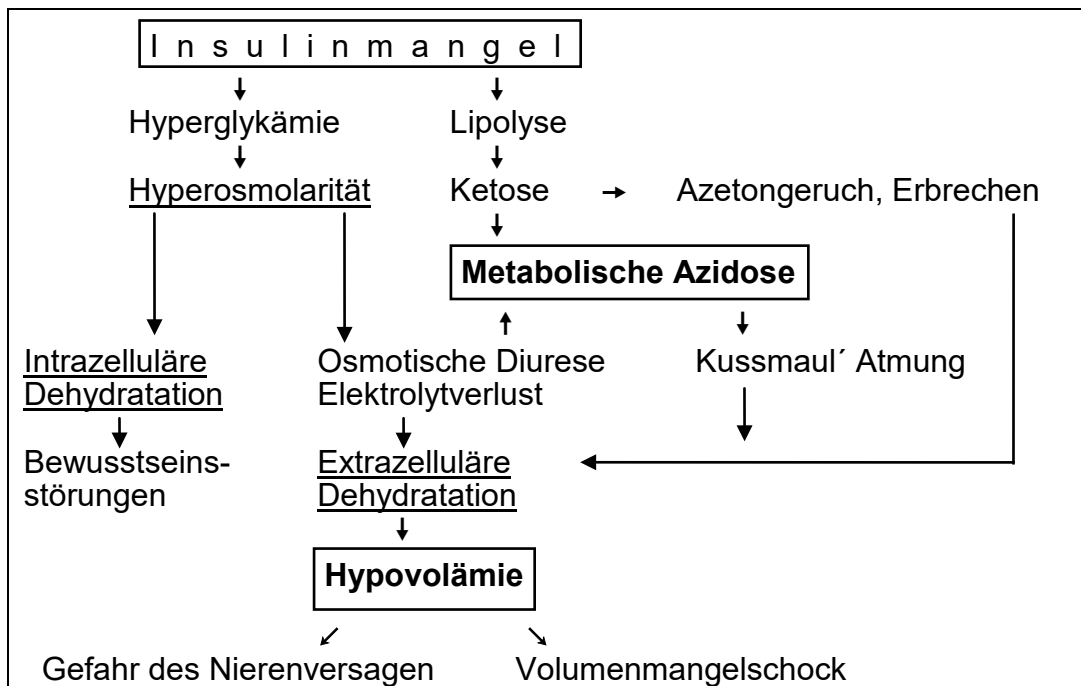 I n s u l i n m a n g e l
Hyperglykämie Lipolyse
Hyperosmolarität Ketose Azetongeruch, Erbrechen
Metabolische Azidose
Intrazelluläre Osmotische Diurese Kussmaul´ Atmung
Dehydratation Elektrolytverlust
Bewusstseins- Extrazelluläre
störungen Dehydratation
Hypovolämie
Gefahr des Nierenversagen Volumenmangelschock